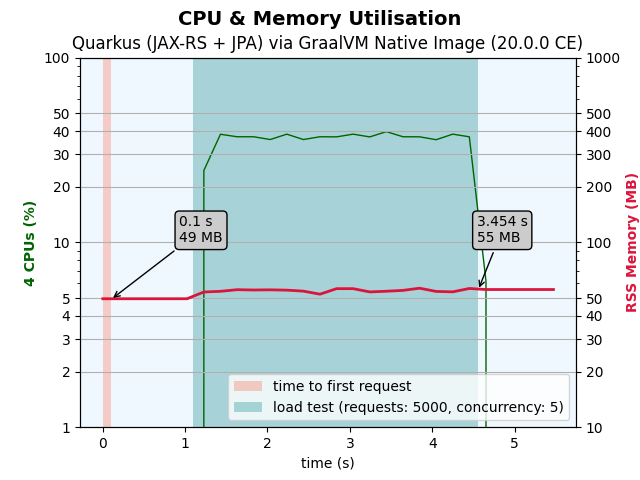 CPU & Memory Utilisation
Quarkus (JAX-RS + JPA) via GraalVM Native Image (20.0.0 CE)
4 CPUs (%)
100
50
40
30
20
10
5
4
3
2
1
0.1 s
49 MB
3.454 s
55 MB
1000
500
400
300
200
100
50
40
30
20
10
RSS Memory (MB)
time to first request
load test (requests: 5000, concurrency: 5)
0 1 2 3 4 5
time (s)